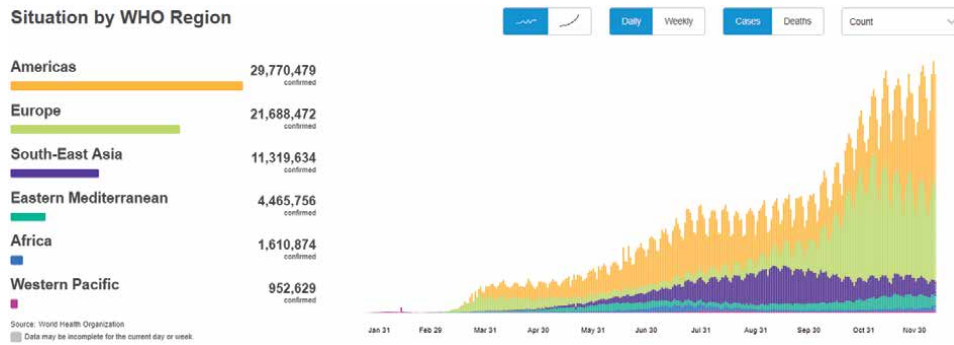 Situation by WHO Region
Daily Weekly Cases Deaths Count
Americas
29,770,479
confirmed
Europe
21,688,472
confirmed
South-East Asia
11,319,634
confirmed
Eastern Mediterranean
4,465,756
confirmed
Africa
1,610,874
confirmed
Western Pacific
952,629
confirmed
Source: World Health Organization
Data may be incomplete for the current day or week
Jan 31 Feb 29 Mar 31 Apr 30 May 31 Jun 30 Jul 31 Aug 31 Sep 30 Oct 31 Nov 30